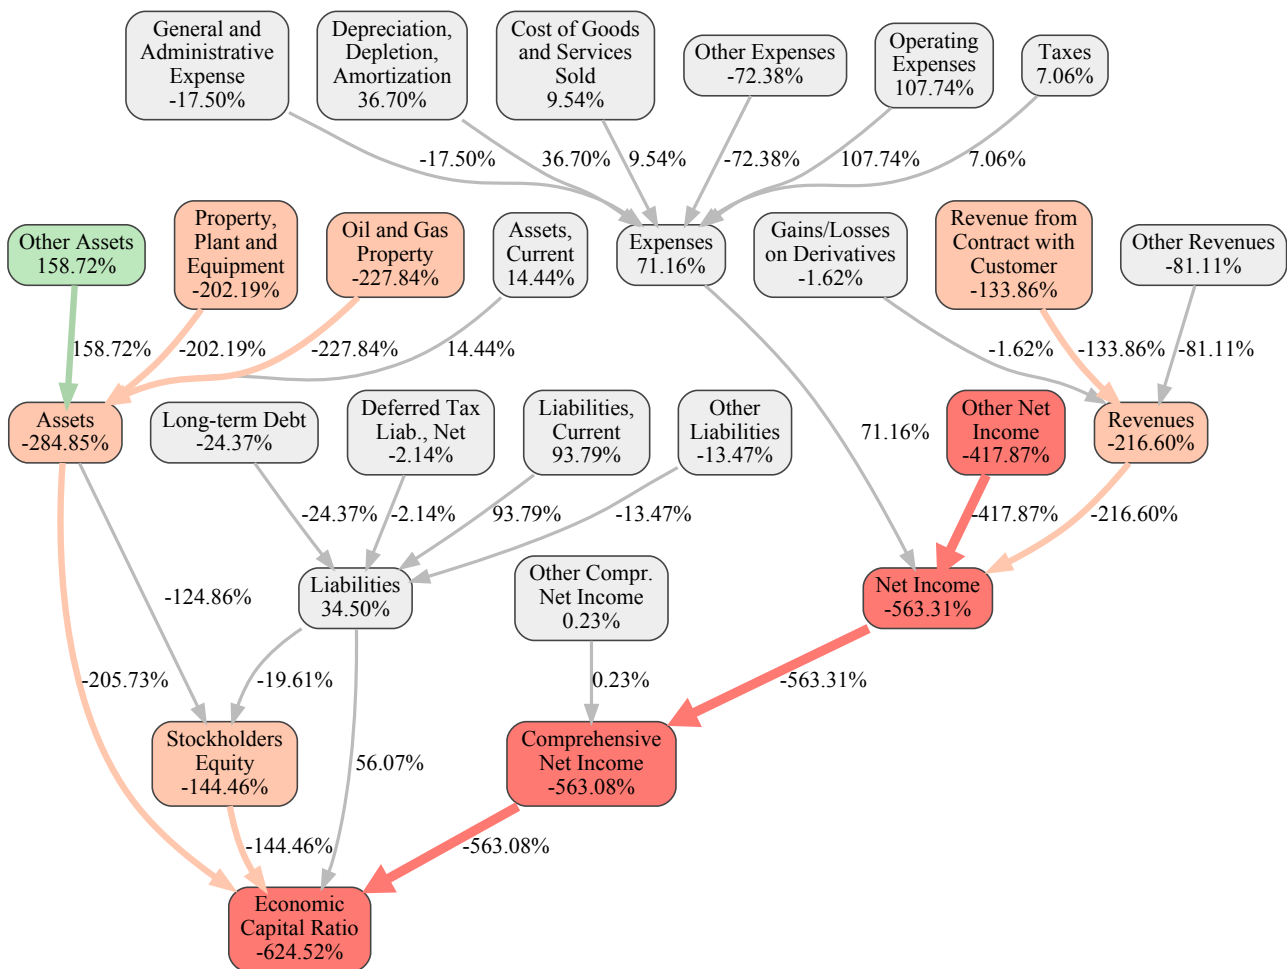 General and
Administrative
Expense
-17.50%
Depreciation,
Depletion,
Amortization
36.70%
Cost of Goods
and Services
Sold
9.54%
Other Expenses
-72.38%
Operating
Expenses
107.74%
Taxes
7.06%
-17.50%
36.70%
9.54%
-72.38%
107.74%
7.06%
Other Assets
158.72%
Property,
Plant and
Equipment
-202.19%
Oil and Gas
Property
-227.84%
Assets,
Current
14.44%
Expenses
71.16%
Gains/Losses
on Derivatives
-1.62%
Revenue from
Contract with
Customer
-133.86%
Other Revenues
-81.11%
158.72%
-202.19%
-227.84%
14.44%
-1.62%
-133.86%
-81.11%
Assets
-284.85%
Long-term Debt
-24.37%
Deferred Tax
Liab., Net
-2.14%
Liabilities,
Current
93.79%
Other
Liabilities
-13.47%
71.16%
Other Net
Income
-417.87%
Revenues
-216.60%
-24.37%
-2.14%
93.79%
-13.47%
-417.87%
-216.60%
-124.86%
Liabilities
34.50%
Other Compr.
Net Income
0.23%
Net Income
-563.31%
-205.73%
-19.61%
0.23%
-563.31%
Stockholders
Equity
-144.46%
56.07%
Comprehensive
Net Income
-563.08%
-144.46%
-563.08%
Economic
Capital Ratio
-624.52%